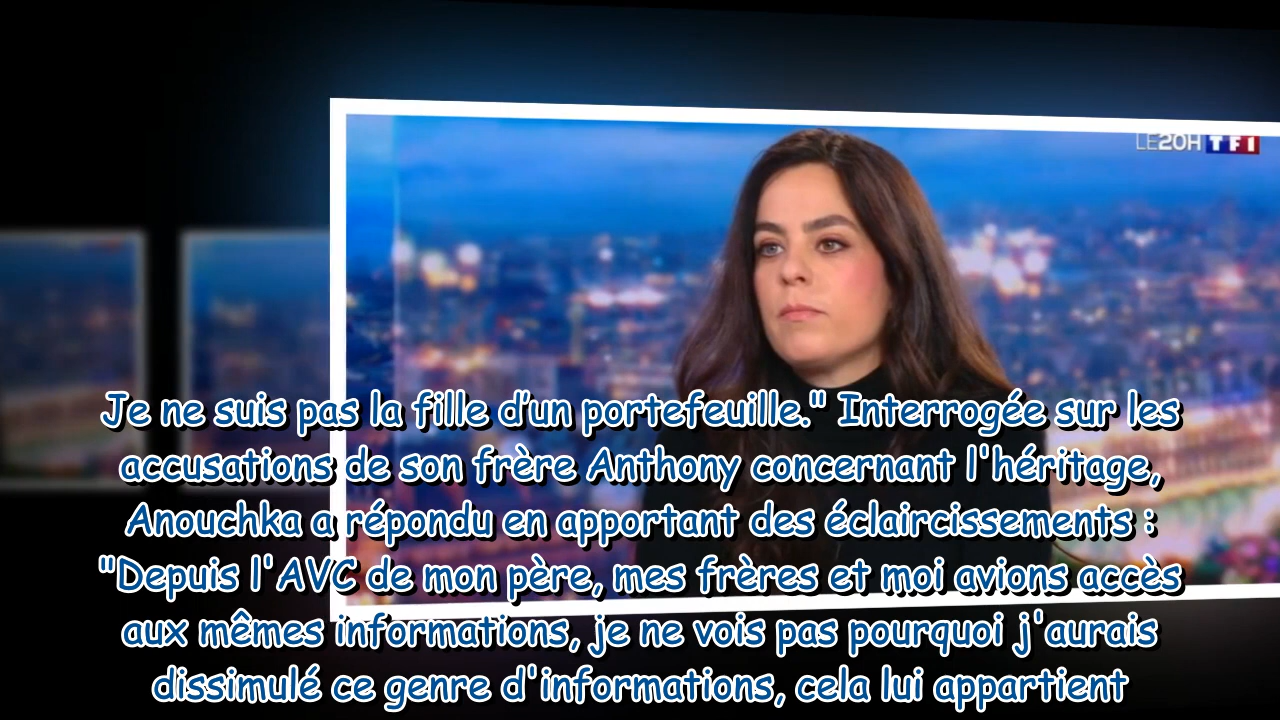 LE20H TF1
Je ne suis pas la fille d’un portefeuille." Interrogée sur les
accusations de son frère Anthony concernant l'héritage,
Anouchka a répondu en apportant des éclaircissements :
"Depuis l'AVC de mon père, mes frères et moi avions accès
aux mêmes informations, je ne vois pas pourquoi j'aurais
dissimulé ce genre d'informations, cela lui appartient